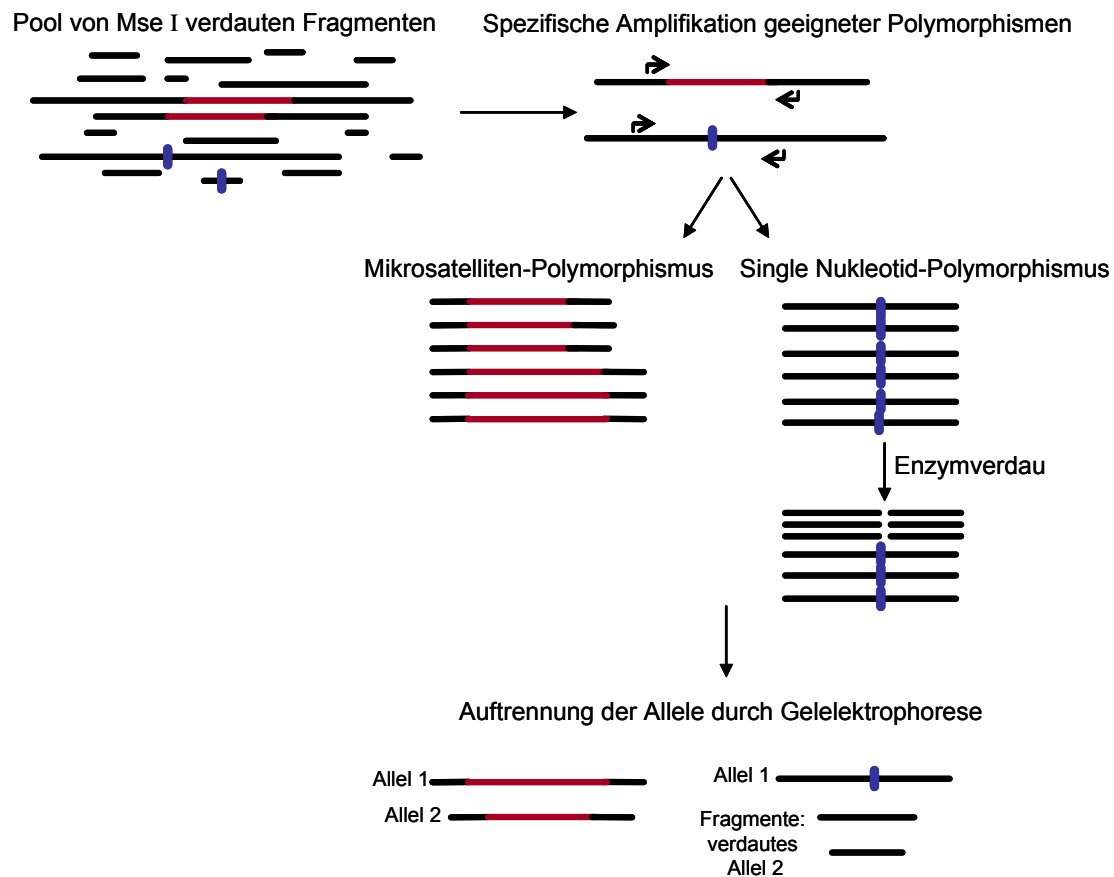 Pool von Mse I verdauten Fragmenten
Spezifische Amplifikation geeigneter Polymorphismen
Mikrosatelliten-Polymorphismus
Single Nukleotid-Polymorphismus
Enzymverdau
Auftrennung der Allele durch Gelelektrophorese
Allel 1
Allel 2
Allel 1
Fragmente:
verdautes
Allel 2